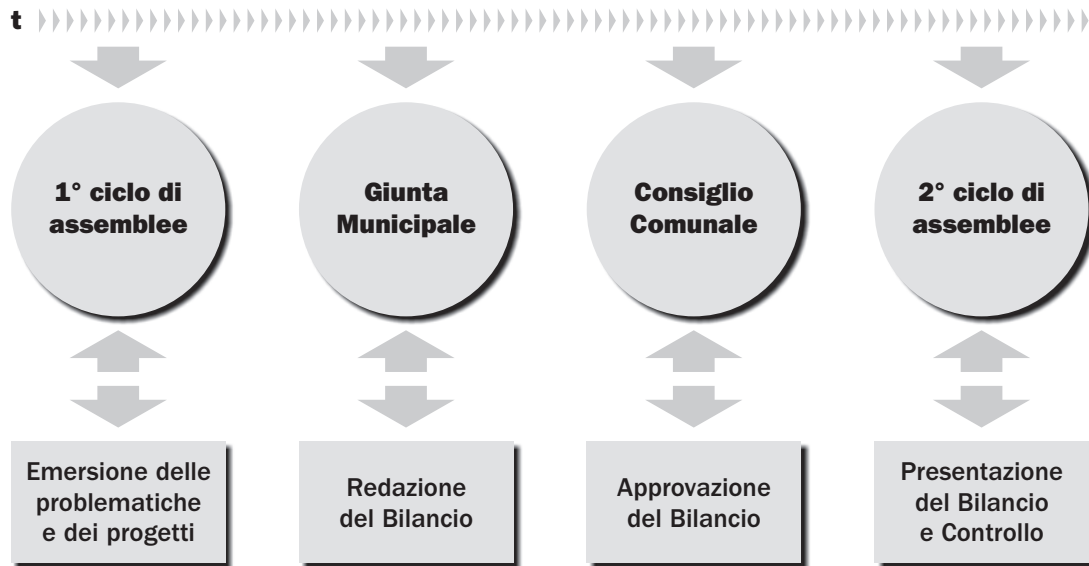 t
1° ciclo di
assemblee
Giunta
Municipale
Consiglio
Comunale
2° ciclo di
assemblee
Emersione delle
problematiche
e dei progetti
Redazione
del Bilancio
Approvazione
del Bilancio
Presentazione
del Bilancio
e Controllo